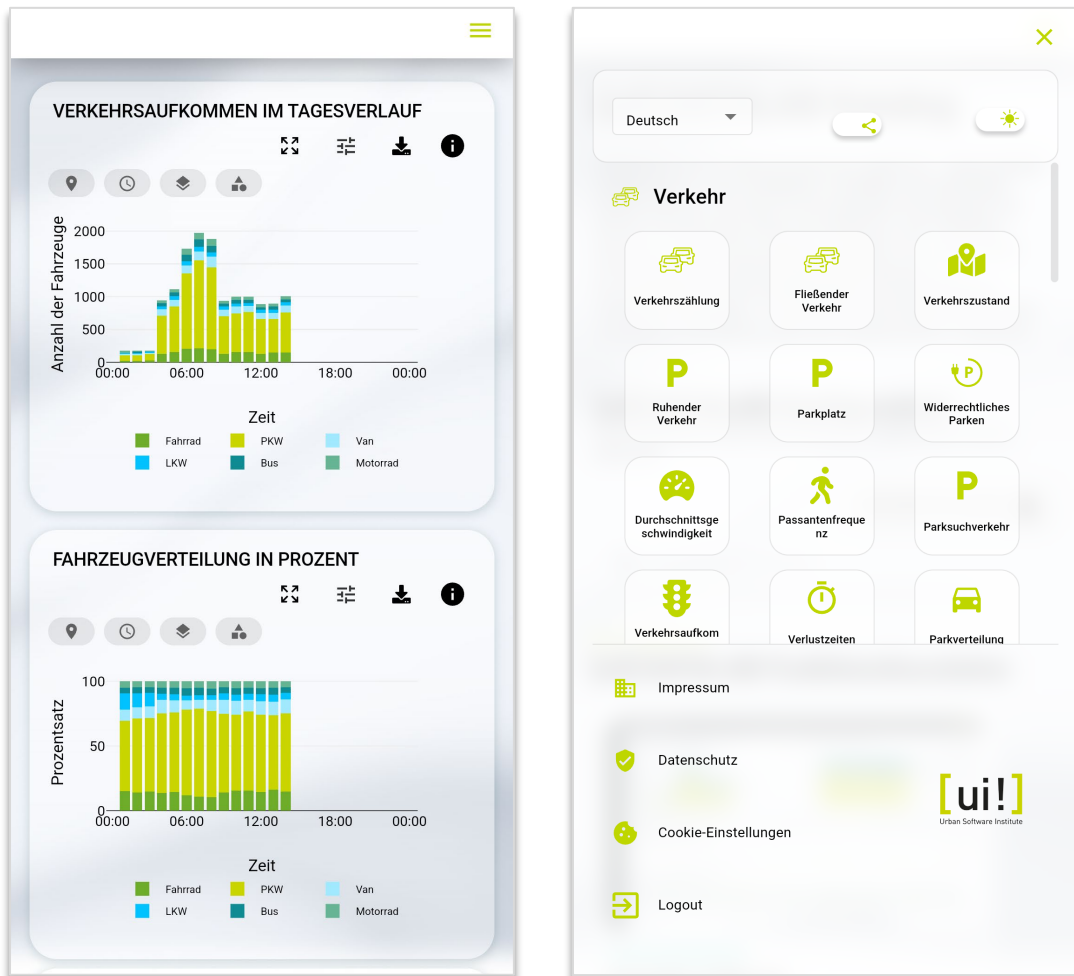 VERKEHRSAUFKOMMEN IM TAGESVERLAUF
Anzahl der Fahrzeuge
2000
1500
1000
500
0
00:00 06:00 12:00 18:00 00:00
Zeit
Fahrrad PKW Van
LKW Bus Motorrad
FAHRZEUGVERTEILUNG IN PROZENT
Prozentsatz
100
50
0
00:00 06:00 12:00 18:00 00:00
Zeit
Fahrrad PKW Van
LKW Bus Motorrad
Deutsch
Verkehr
Verkehrszählung
Fließender
Verkehr
Verkehrszustand
P
Ruhender
Verkehr
P
Parkplatz
P
Widerrechtliches
Parken
Durchschnittsge
schwindigkeit
Passantenfreque
nz
P
Parksuchverkehr
Verkehrsaufkom
Verlustzeiten
Parkverteilung
Impressum
Datenschutz
Cookie-Einstellungen
Logout
[ui!]
Urban Software Institute